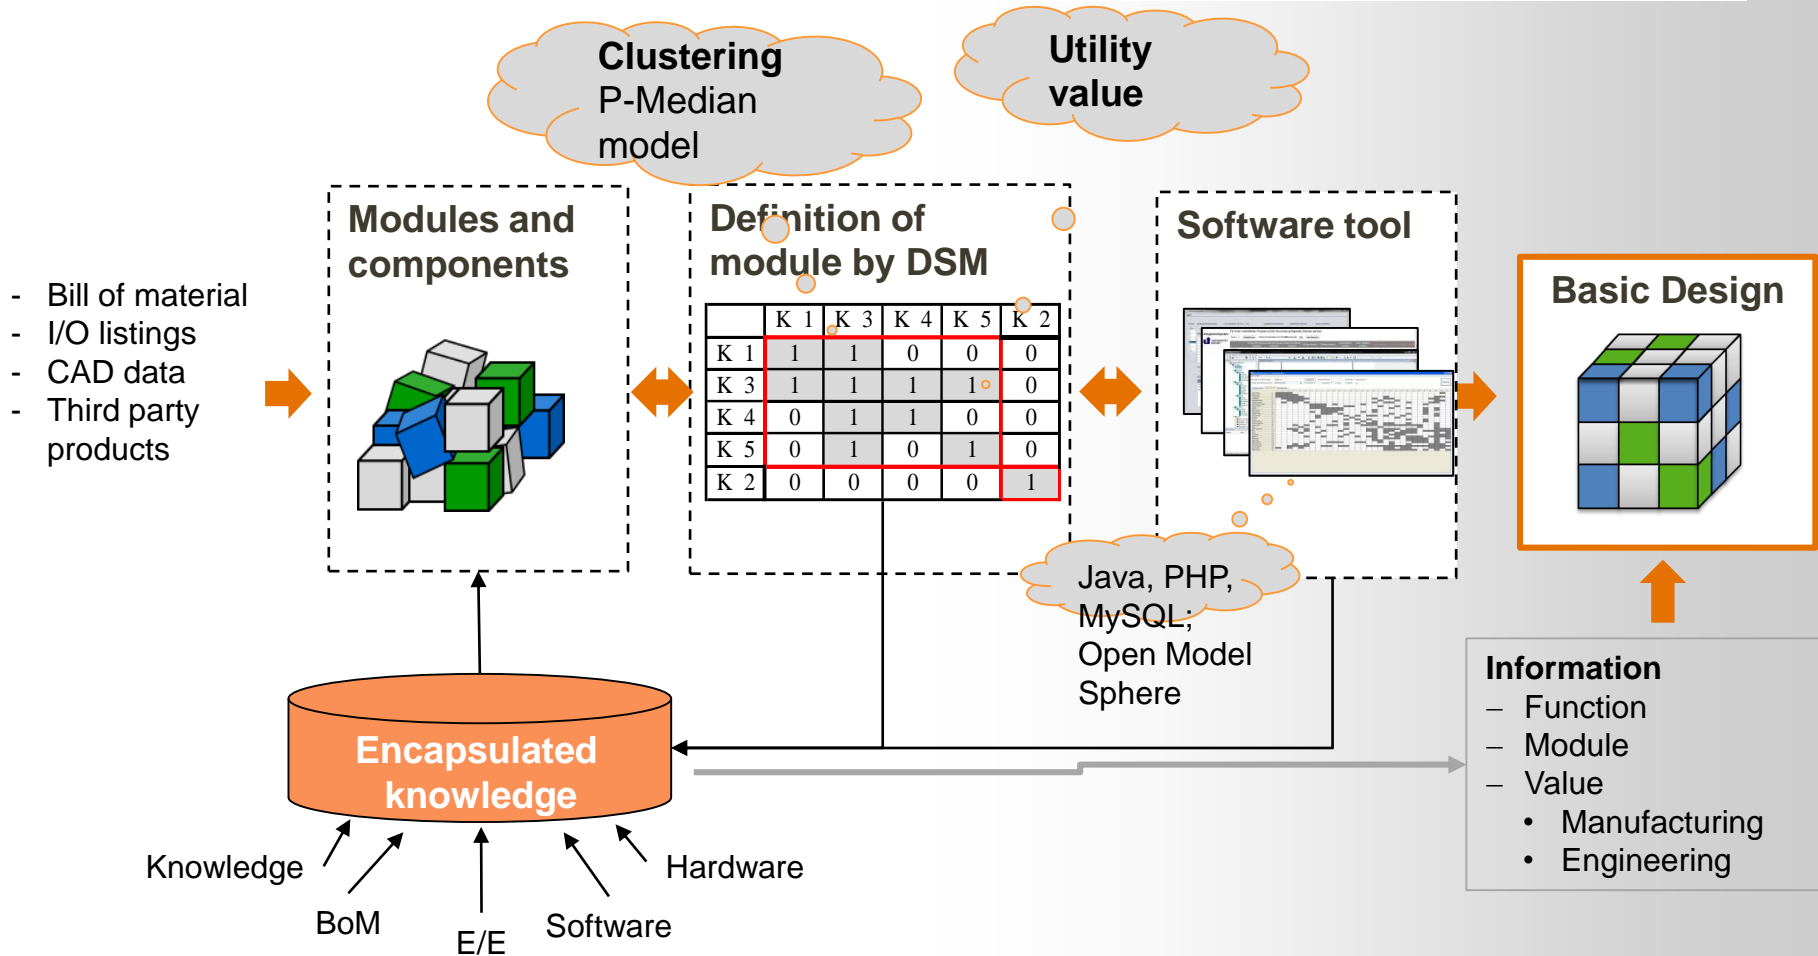 Clustering
P-Median
model
Utility
value
Modules and
components
Definition of
module by DSM
Software tool
Basic Design
- Bill of material
- I/O listings
- CAD data
- Third party
products
K 1 K 3 K 4 K 5 K 2
K 1 1 1 0 0 0
K 3 1 1 1 1 0
K 4 0 1 1 0 0
K 5 0 1 0 1 0
K 2 0 0 0 0 1
Java, PHP,
MySQL;
Open Model
Sphere
Encapsulated
knowledge
Information
– Function
– Module
– Value
• Manufacturing
• Engineering
Knowledge
BoM
E/E
Software
Hardware